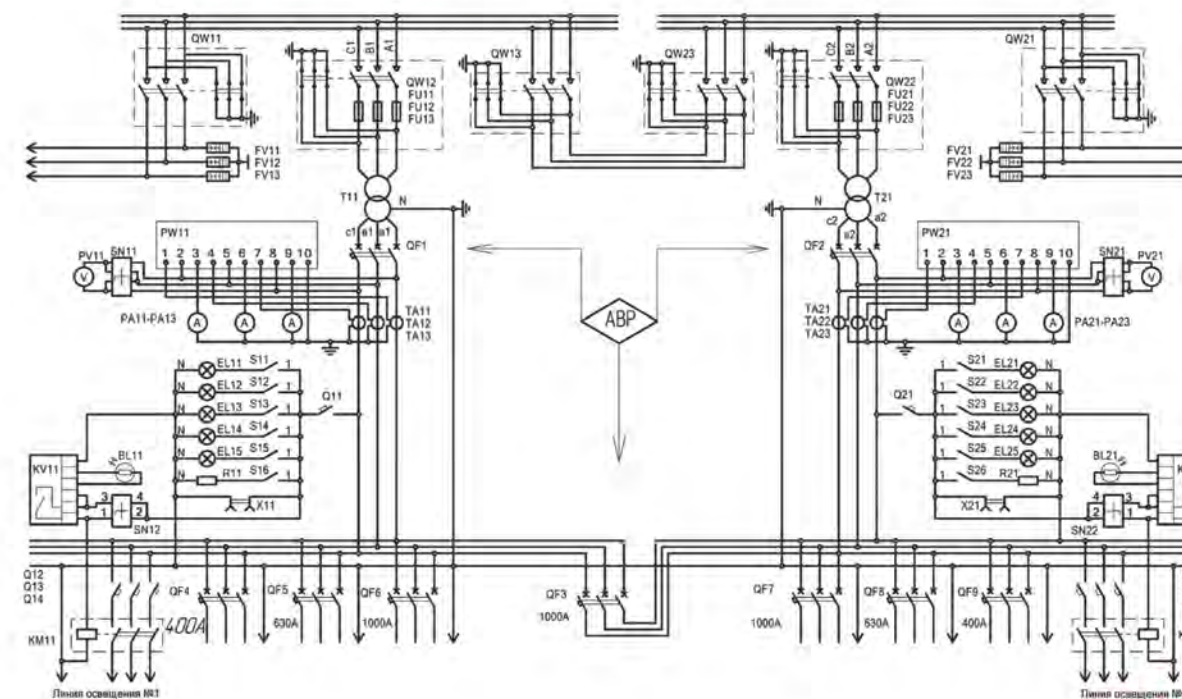 QW11
C1
B1
A1
QW12
FU11
FU12
FU13
QW13
QW23
C2
B2
A2
QW22
FU21
FU22
FU23
QW21
FV11
FV12
FV13
T11
N
N
T21
FV21
FV22
FV23
c1 в1 a1
QF1
c2
в2
a2
QF2
PW11
1 2 3 4 5 6 7 8 9 10
PW21
1 2 3 4 5 6 7 8 9 10
PV11
SN11
V
SN21
PV21
V
PA11-PA13
A
A
A
TA11
TA12
TA13
АВР
TA21
TA22
TA23
A
A
A
PA21-PA23
N EL11 S11 1
N EL12 S12 1
N EL13 S13 1
N EL14 S14 1
N EL15 S15 1
N R11 S16 1
Q11
X11
Q21
1 S21 EL21 N
1 S22 EL22 N
1 S23 EL23 N
1 S24 EL24 N
1 S25 EL25 N
1 S26 R21 N
X21
KV11
BL11
3 4
1 2
SN12
BL21
K
4 3
2 1
SN22
Q12
Q13
Q14
QF4
QF5
QF6
QF3
QF7
QF8
QF9
400A
630A
1000A
1000A
1000A
630A
400A
KM11
K
Линия освещения №1
Линия освещения №